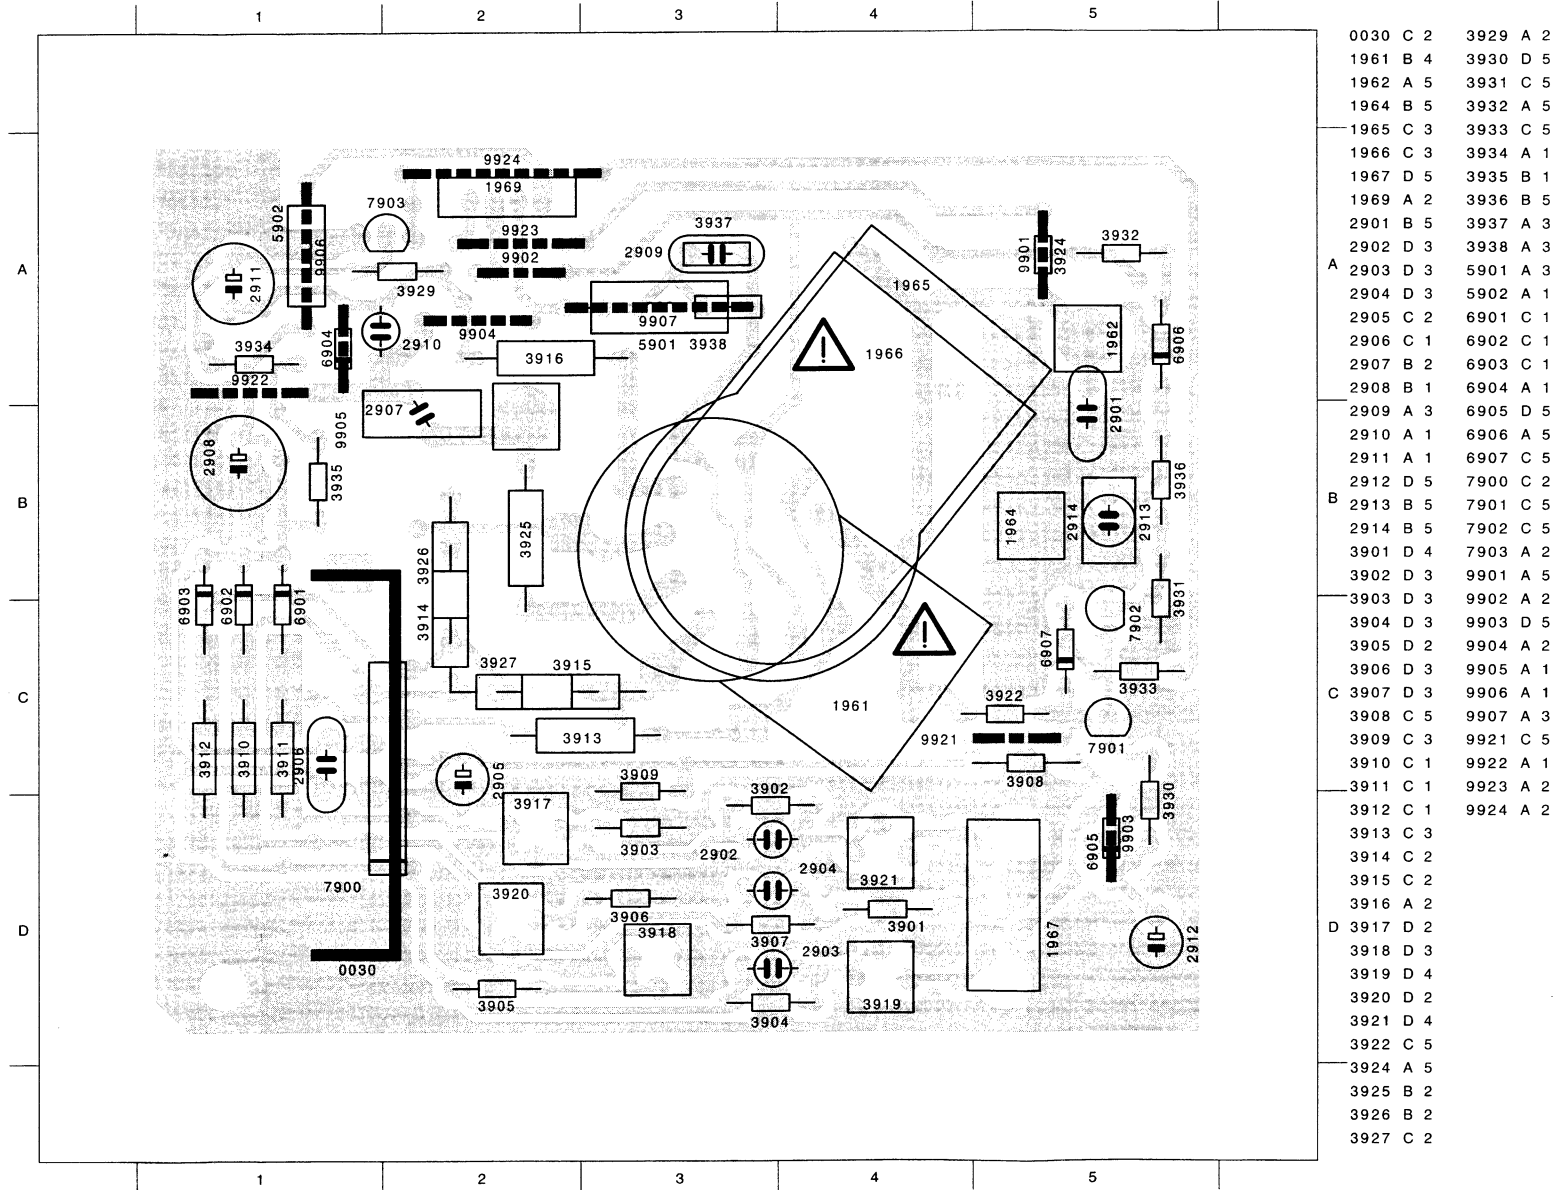 1 2 3 4 5
0030 C 2 3929 A 2
1961 B 4 3930 D 5
1962 A 5 3931 C 5
1964 B 5 3932 A 5
1965 C 3 3933 C 5
1966 C 3 3934 A 1
1967 D 5 3935 B 1
1969 A 2 3936 B 5
2901 B 5 3937 A 3
2902 D 3 3938 A 3
2903 D 3 5901 A 3
2904 D 3 5902 A 1
2905 C 2 6901 C 1
2906 C 1 6902 C 1
2907 B 2 6903 C 1
2908 B 1 6904 A 1
2909 A 3 6905 D 5
2910 A 1 6906 A 5
2911 A 1 6907 C 5
2912 D 5 7900 C 2
2913 B 5 7901 C 5
2914 B 5 7902 C 5
3901 D 4 7903 A 2
3902 D 3 9901 A 5
3903 D 3 9902 A 2
3904 D 3 9903 D 5
3905 D 2 9904 A 2
3906 D 3 9905 A 1
3907 D 3 9906 A 1
3908 C 5 9907 A 3
3909 C 3 9921 C 5
3910 C 1 9922 A 1
3911 C 1 9923 A 2
3912 C 1 9924 A 2
3913 C 3
3914 C 2
3915 C 2
3916 A 2
3917 D 2
3918 D 3
3919 D 4
3920 D 2
3921 D 4
3922 C 5
3924 A 5
3925 B 2
3926 B 2
3927 C 2
9924
1969
7903
5902
9906
9923
9902
3937
2909
9901
3924
3932
A
A
2911
3929
1965
9907
9904
5901 3938
2910
6904
3934
9922
3916
1966
!
1962
6906
2907
9905
2901
2908
3935
3936
B
B
3925
1964
2914
2913
3926
3914
6903
6902
6901
3931
7902
!
6907
3927 3915
3933
C
C
3922
1961
9921
7901
3913
3908
3912
3910
3911
2906
2905
3909
3902
3917
3930
3903
2902
6905
9903
2904
3921
7900
3920
3906
3901
D
D
3918
3907
2903
1967
2912
0030
3905
3919
3904
1 2 3 4 5